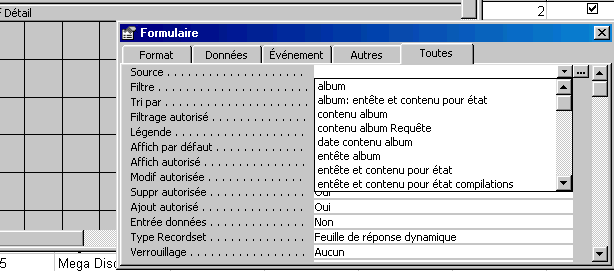 Détail
2
Formulaire
Format Données Événement Autres Toutes
Source . . . . . . . . . . . . . . . . . . . . . . .
Filtre . . . . . . . . . . . . . . . . . . . . . . . .
album
Tri par . . . . . . . . . . . . . . . . . . . . . . .
album: entête et contenu pour état
Filtrage autorisé . . . . . . . . . . . . . . .
contenu album
Légende . . . . . . . . . . . . . . . . . . . . .
contenu album Requête
Affich par défaut . . . . . . . . . . . . . . .
date contenu album
Affich autorisé . . . . . . . . . . . . . . . . .
entête album
Modif autorisée . . . . . . . . . . . . . . . .
entête et contenu pour état
Suppr autorisée . . . . . . . . . . . . . . .
entête et contenu pour état compilations
Oui
Ajout autorisé . . . . . . . . . . . . . . . . . Oui
Entrée données . . . . . . . . . . . . . . . Non
Type Recordset . . . . . . . . . . . . . . . Feuille de réponse dynamique
Verrouillage . . . . . . . . . . . . . . . . . . Aucun
5 Mega Disc